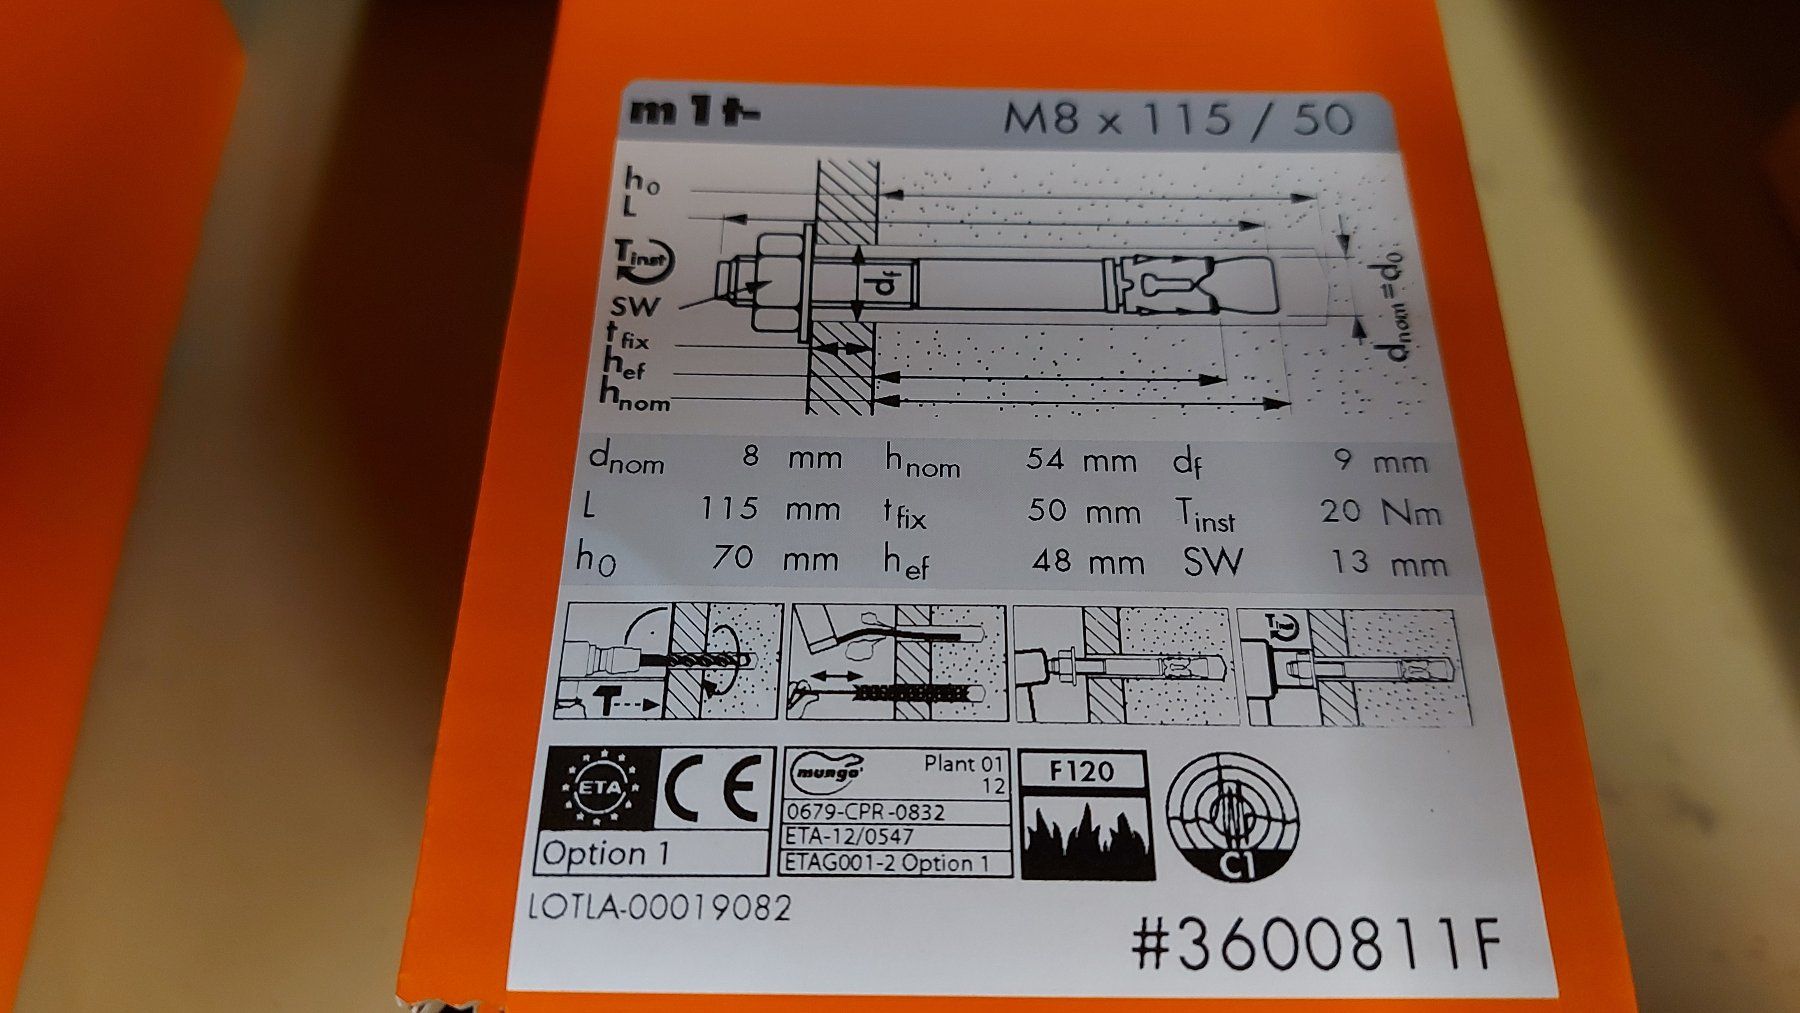 m1t- M8 x 115 / 50
h0
L
Tinst
SW
tfix
hef
hnom
df
dnom = d0
dnom 8 mm hnom 54 mm df 9 mm
L 115 mm tfix 50 mm Tinst 20 Nm
h0 70 mm hef 48 mm SW 13 mm
T
Tinst
ETA CE
Option 1
mungo Plant 01
12
0679-CPR-0832
ETA-12/0547
ETAG001-2 Option 1
F120
C1
LOTLA-00019082
#3600811F